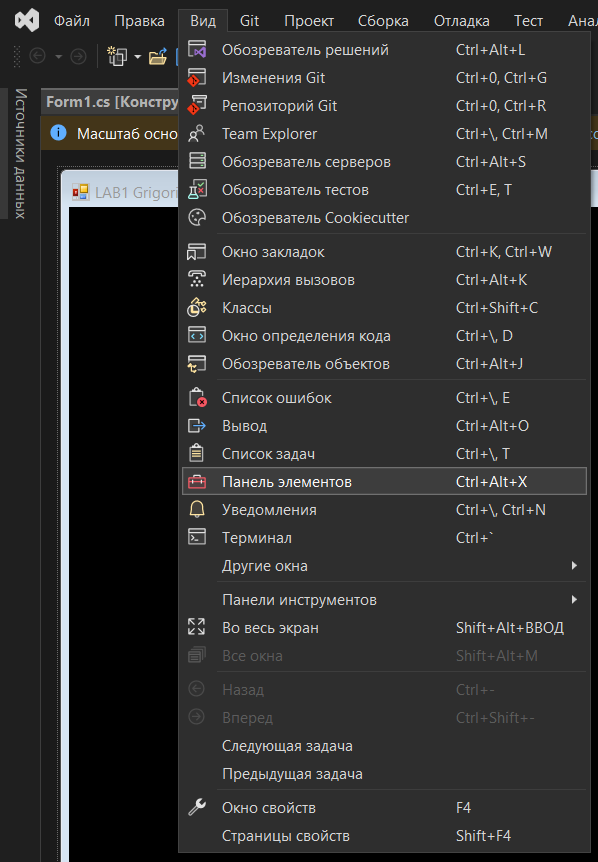 Файл Правка Вид Git Проект Сборка Отладка Тест
Обозреватель решений Ctrl+Alt+L
Изменения Git Ctrl+0, Ctrl+G
Репозиторий Git Ctrl+0, Ctrl+R
Team Explorer Ctrl+\, Ctrl+M
Обозреватель серверов Ctrl+Alt+S
Обозреватель тестов Ctrl+E, T
Обозреватель Cookiecutter
Окно закладок Ctrl+K, Ctrl+W
Иерархия вызовов Ctrl+Alt+K
Классы Ctrl+Shift+C
Окно определения кода Ctrl+\, D
Обозреватель объектов Ctrl+Alt+J
Список ошибок Ctrl+\, E
Вывод Ctrl+Alt+O
Список задач Ctrl+\, T
Панель элементов Ctrl+Alt+X
Уведомления Ctrl+\, Ctrl+N
Терминал Ctrl+`
Другие окна
Панели инструментов
Во весь экран Shift+Alt+ВВОД
Все окна Shift+Alt+M
Назад Ctrl+-
Вперед Ctrl+Shift+-
Следующая задача
Предыдущая задача
Окно свойств F4
Страницы свойств Shift+F4
Источники данных
Form1.cs [Констру
Масштаб осно
LAB1 Grigori